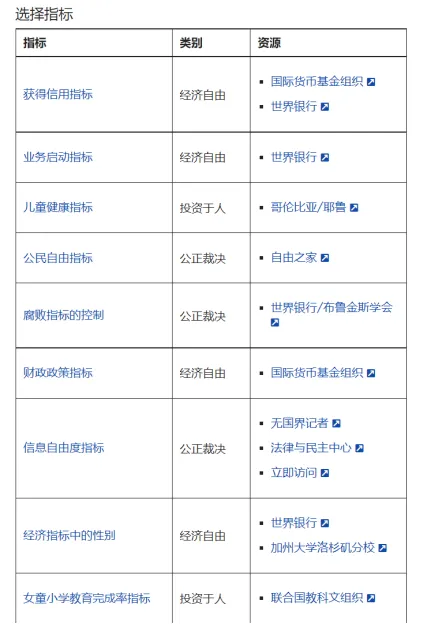 选择指标
指标 类别 资源
获得信用指标 经济自由 国际货币基金组织
世界银行
业务启动指标 经济自由 世界银行
儿童健康指标 投资于人 哥伦比亚/耶鲁
公民自由指标 公正裁决 自由之家
腐败指标的控制 公正裁决 世界银行/布鲁金斯学会
财政政策指标 经济自由 国际货币基金组织
信息自由度指标 公正裁决 无国界记者
法律与民主中心
立即访问
经济指标中的性别 经济自由 世界银行
加州大学洛杉矶分校
女童小学教育完成率指标 投资于人 联合国教科文组织